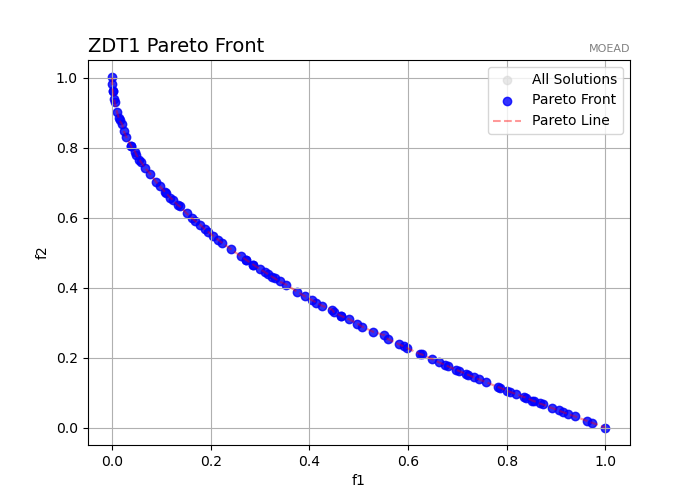 ZDT1 Pareto Front
MOEAD
All Solutions
Pareto Front
Pareto Line
1.0
0.8
0.6
0.4
0.2
0.0
f2
0.0 0.2 0.4 0.6 0.8 1.0
f1